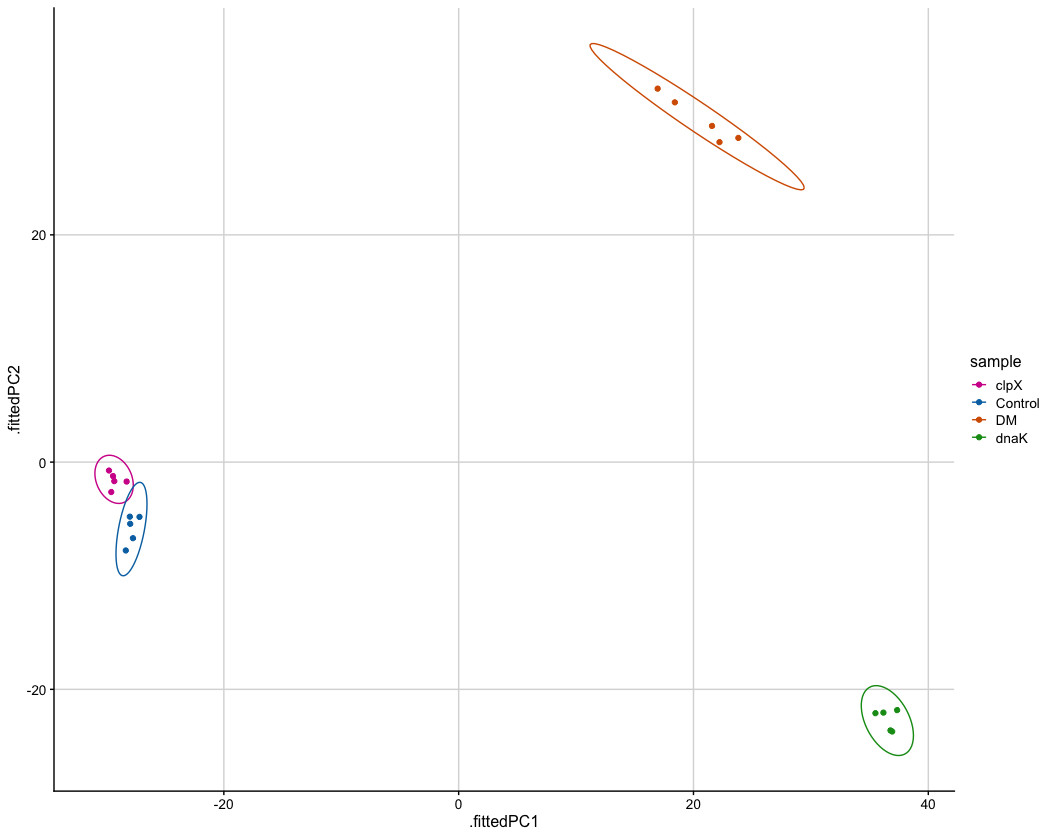 20
0
-20
-20
0
20
40
.fittedPC1
.fittedPC2
sample
clpX
Control
DM
dnaK